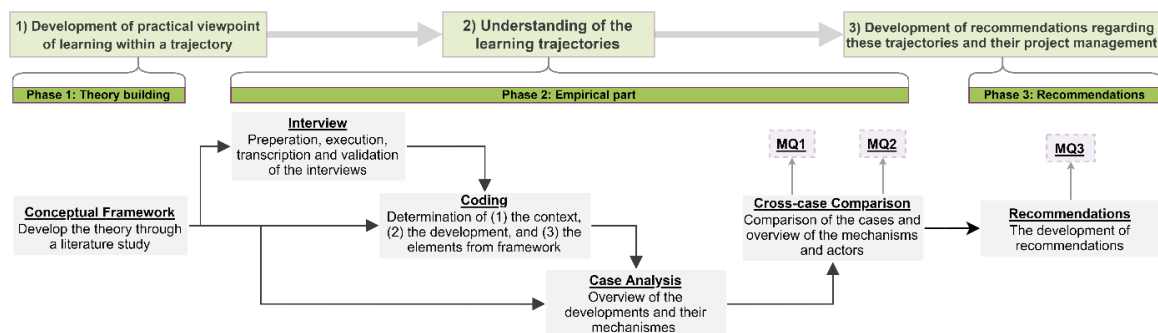 1) Development of practical viewpoint
of learning within a trajectory
2) Understanding of the
learning trajectories
3) Development of recommendations regarding
these trajectories and their project management
Phase 1: Theory building
Phase 2: Empirical part
Phase 3: Recommendations
Interview
Preperation, execution,
transcription and validation
of the interviews
MQ1
MQ2
MQ3
Conceptual Framework
Develop the theory through
a literature study
Coding
Determination of (1) the context,
(2) the development, and (3) the
elements from framework
Cross-case Comparison
Comparison of the cases and
overview of the mechanisms
and actors
Recommendations
The development of
recommendations
Case Analysis
Overview of the
developments and their
mechanismes